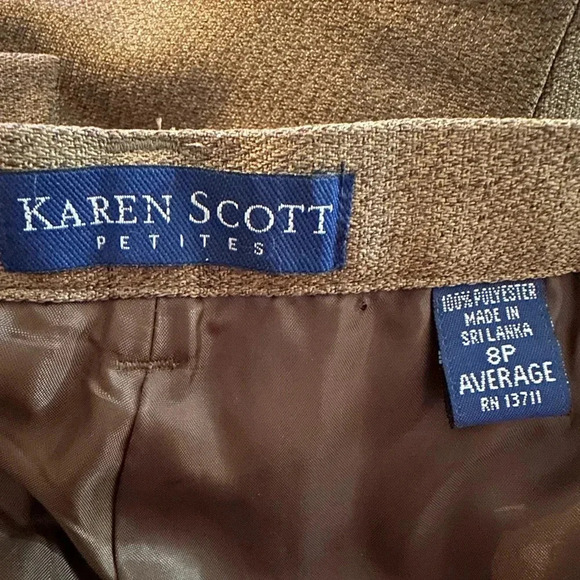 KAREN SCOTT
PETITES
100% POLYESTER
MADE IN
SRI LANKA
8P
AVERAGE
RN 13711